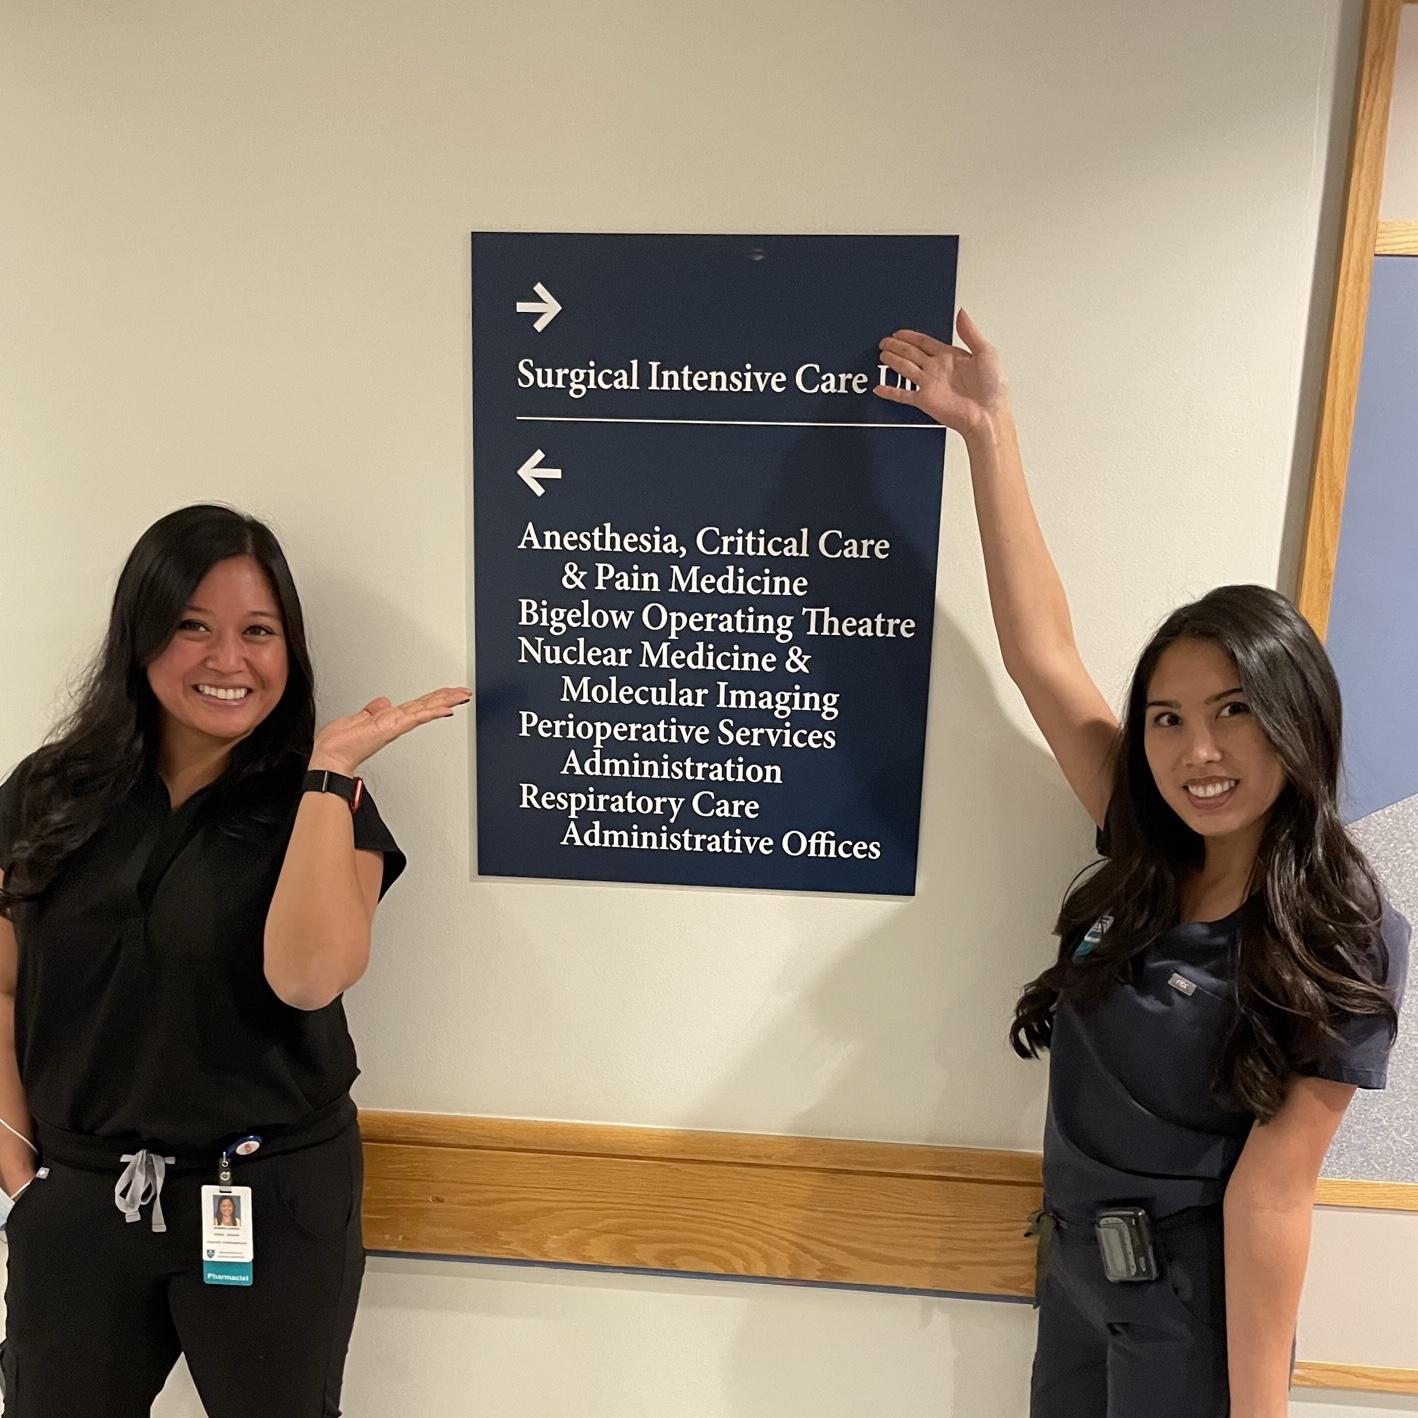 Surgical Intensive Care
Anesthesia, Critical Care
& Pain Medicine
Bigelow Operating Theatre
Nuclear Medicine &
Molecular Imaging
Perioperative Services
Administration
Respiratory Care
Administrative Offices
Pharmacist